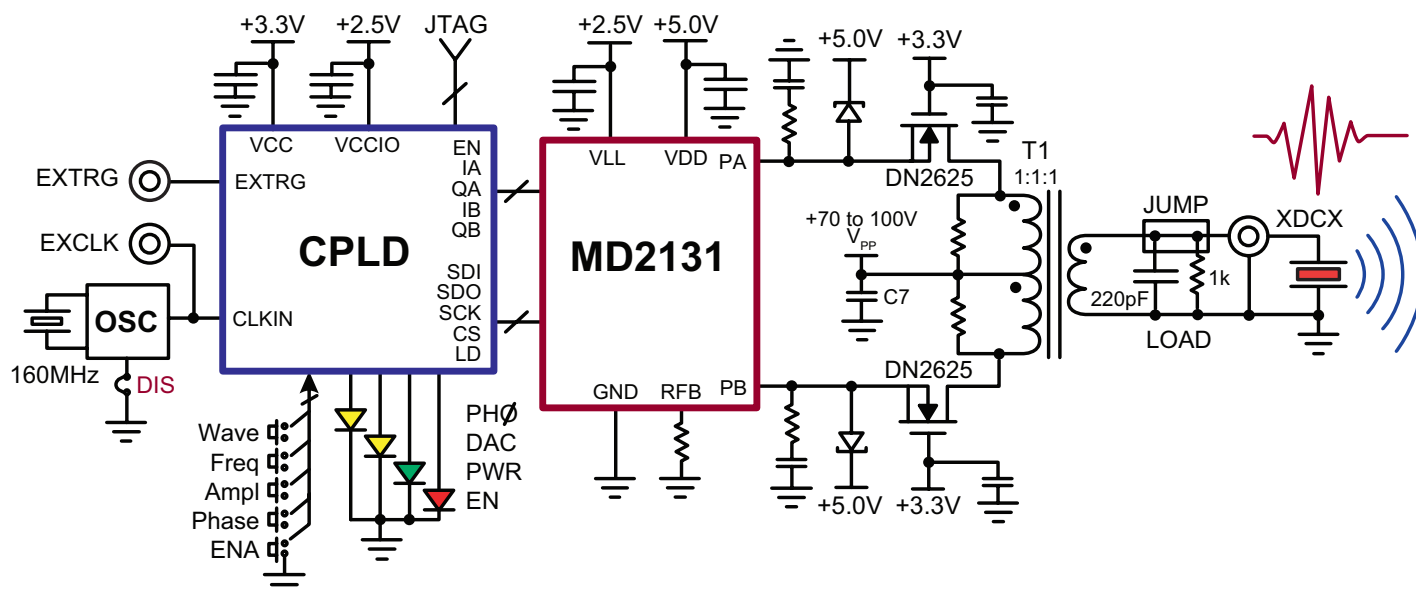 +3.3V
+2.5V
JTAG
+2.5V
+5.0V
+5.0V
+3.3V
VCC
VCCIO
EN
IA
QA
IB
QB
SDI
SDO
SCK
CS
LD
EXTRG
EXTRG
EXCLK
CPLD
CLKIN
OSC
160MHz
DIS
Wave
Freq
Ampl
Phase
ENA
PHØ
DAC
PWR
EN
VLL
VDD
PA
MD2131
GND
RFB
PB
DN2625
T1
1:1:1
+70 to 100V
VPP
C7
DN2625
+5.0V
+3.3V
JUMP
XDCX
220pF
1k
LOAD